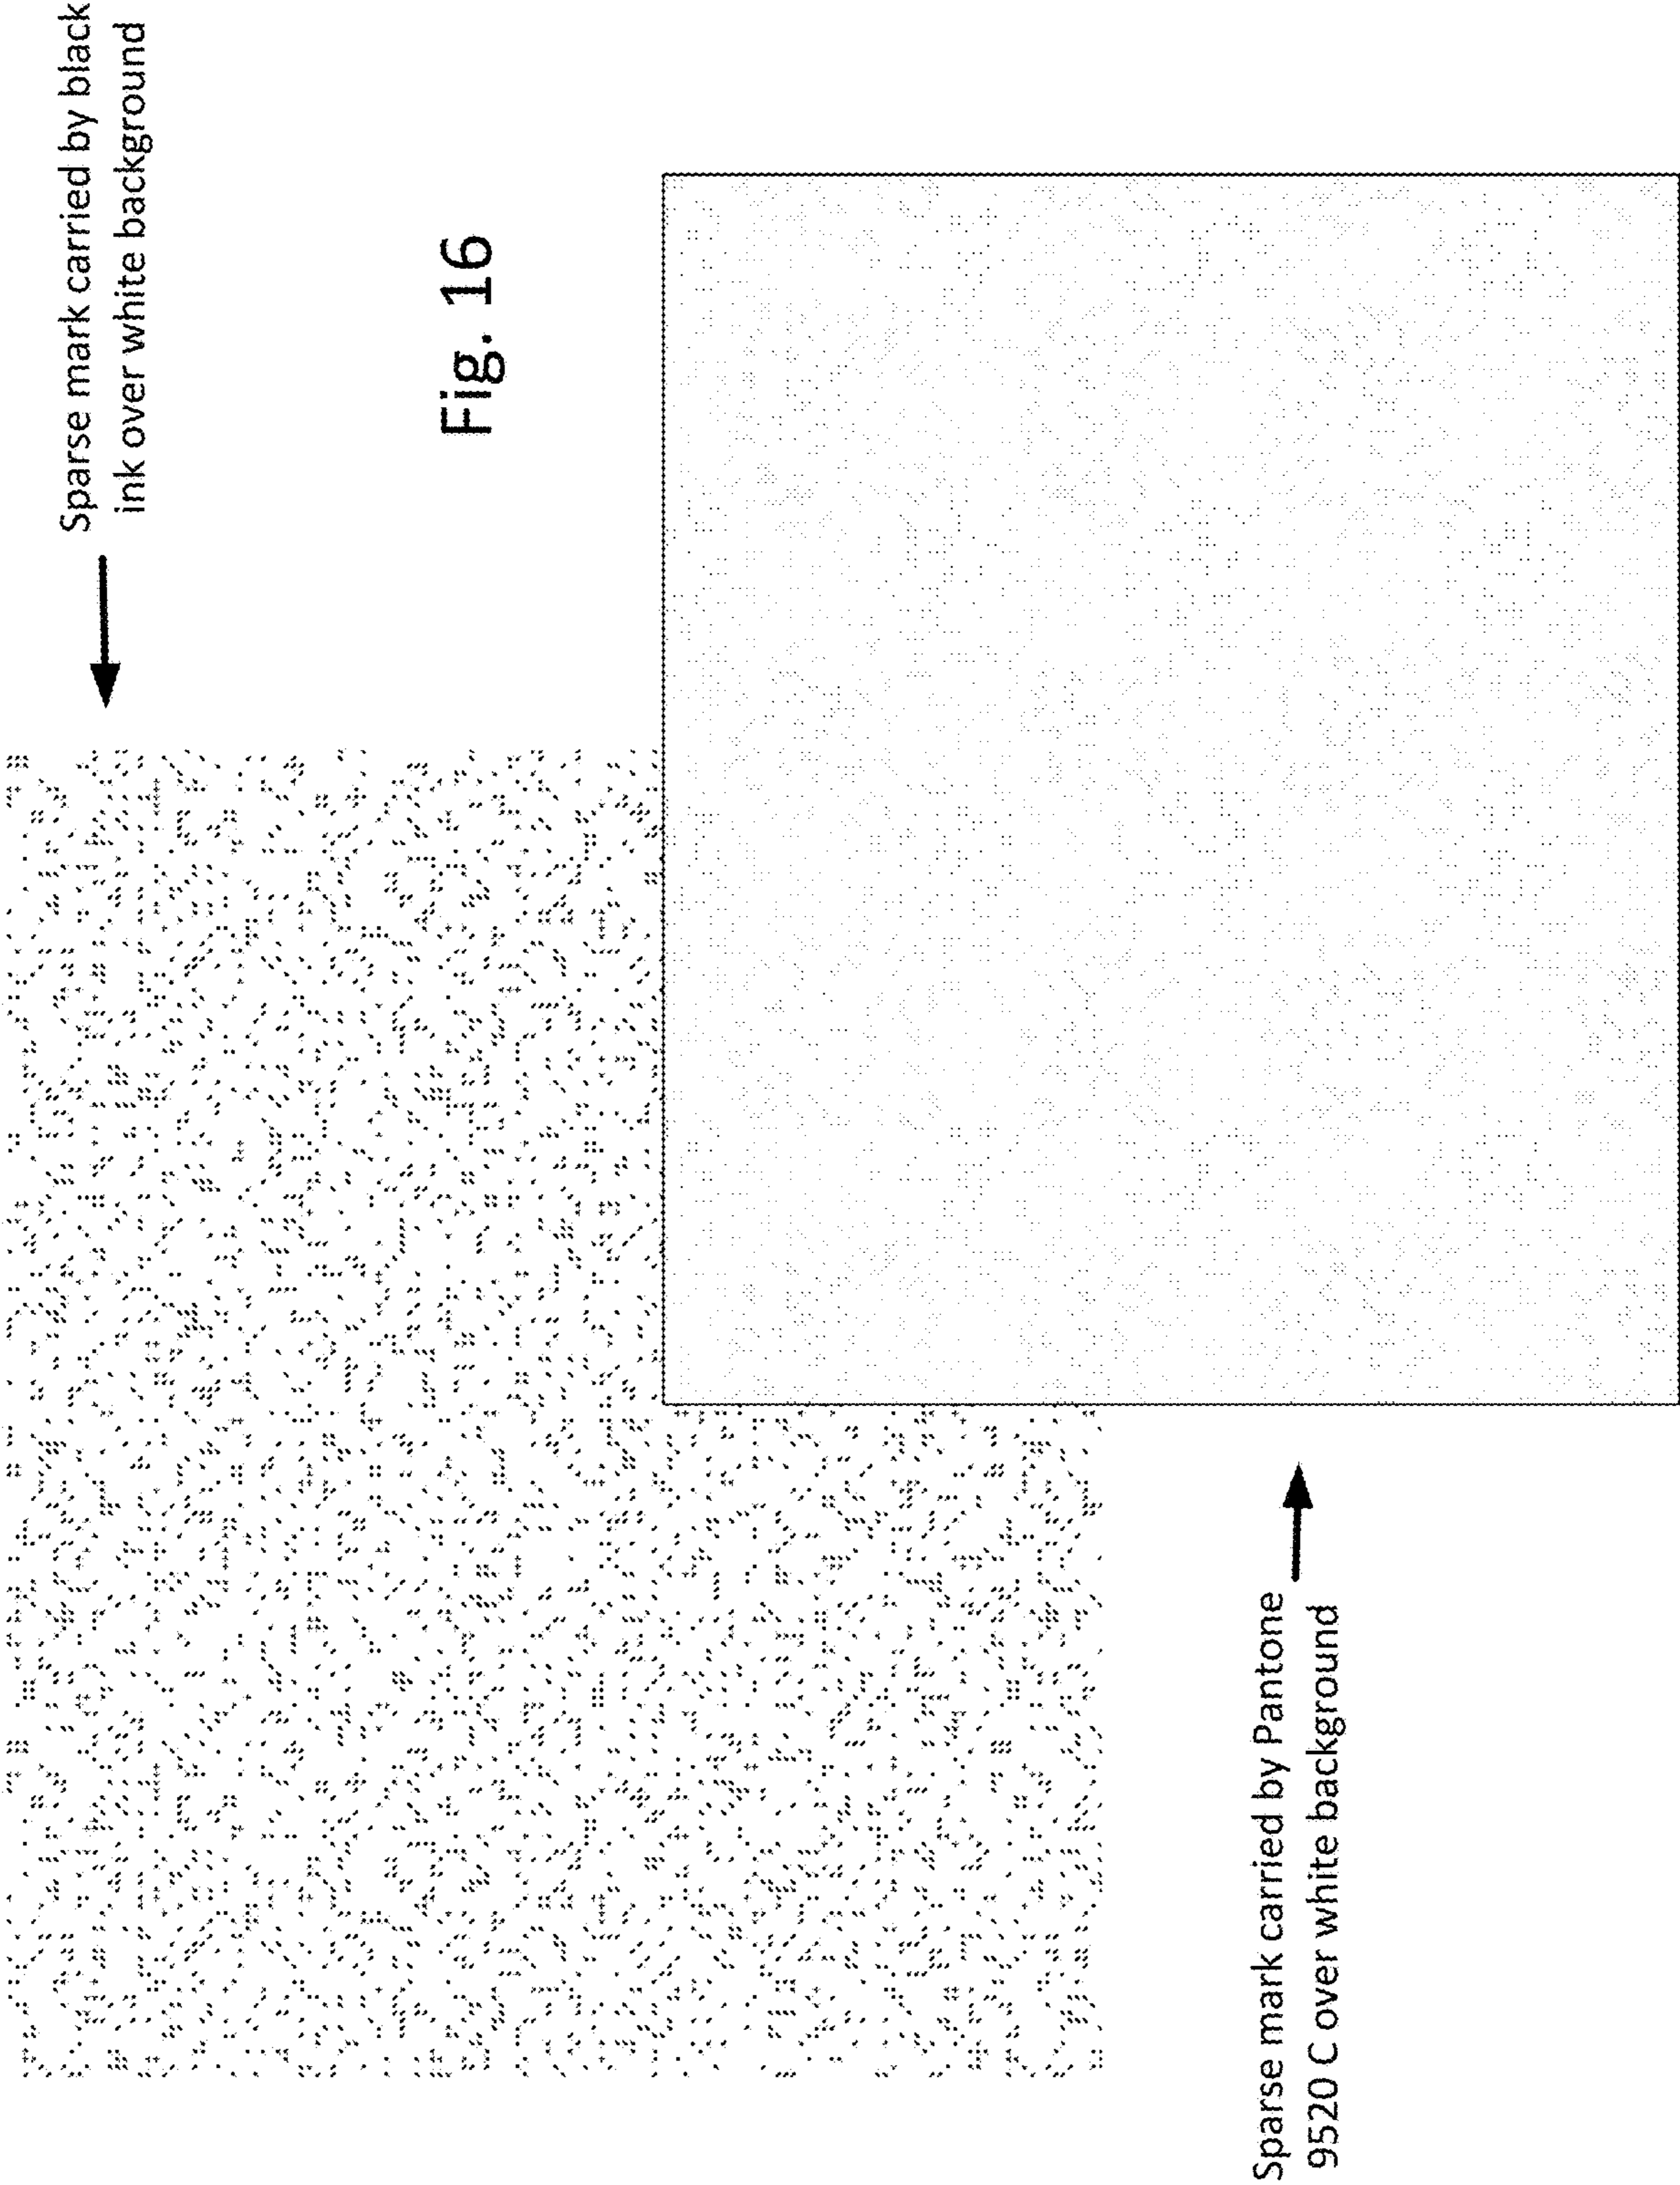 Sparse mark carried by black
ink over white background
Fig. 16
Sparse mark carried by Pantone
9520 C over white background